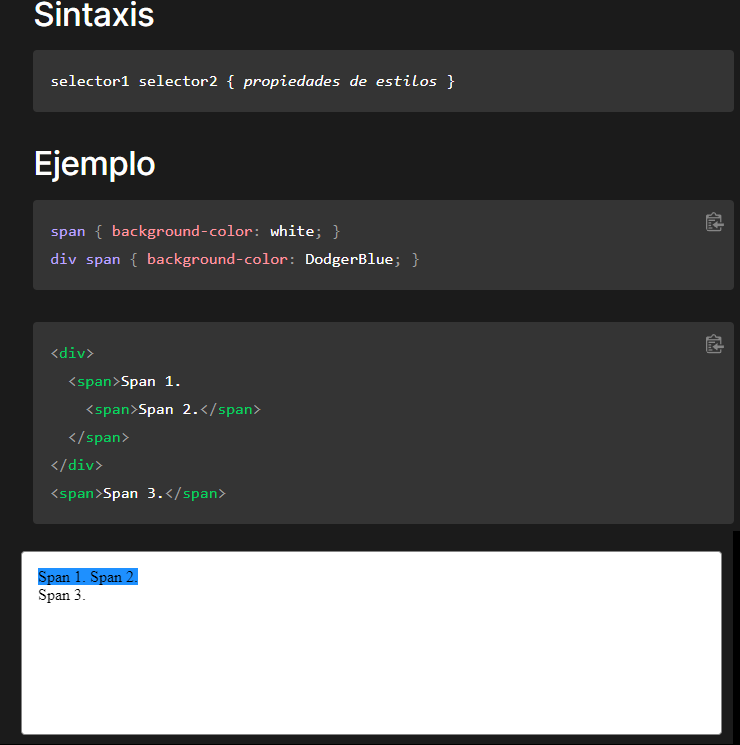 Sintaxis
selector1 selector2 { propiedades de estilos }
Ejemplo
span { background-color: white; }
div span { background-color: DodgerBlue; }
<div>
  <span>Span 1.
    <span>Span 2.</span>
  </span>
</div>
<span>Span 3.</span>
Span 1. Span 2.
Span 3.